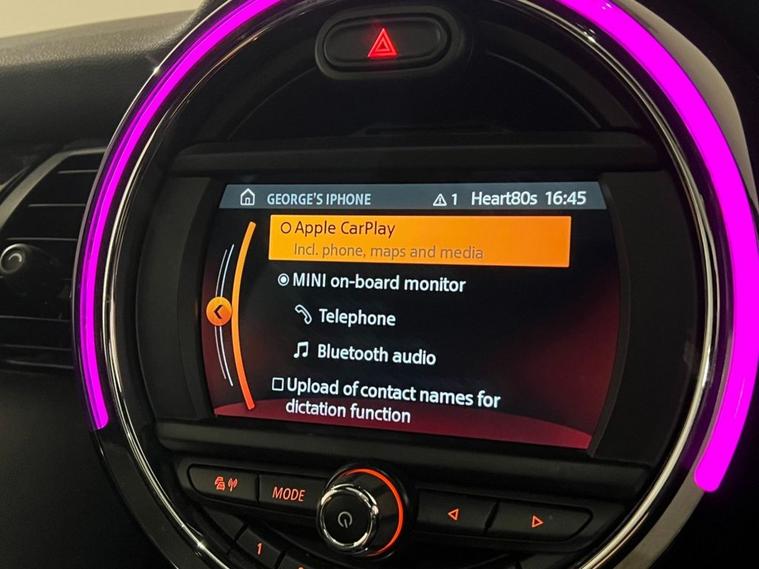 GEORGE'S IPHONE 1 Heart80s 16:45
Apple CarPlay
Incl. phone, maps and media
MINI on-board monitor
Telephone
Bluetooth audio
Upload of contact names for
dictation function
MODE
1